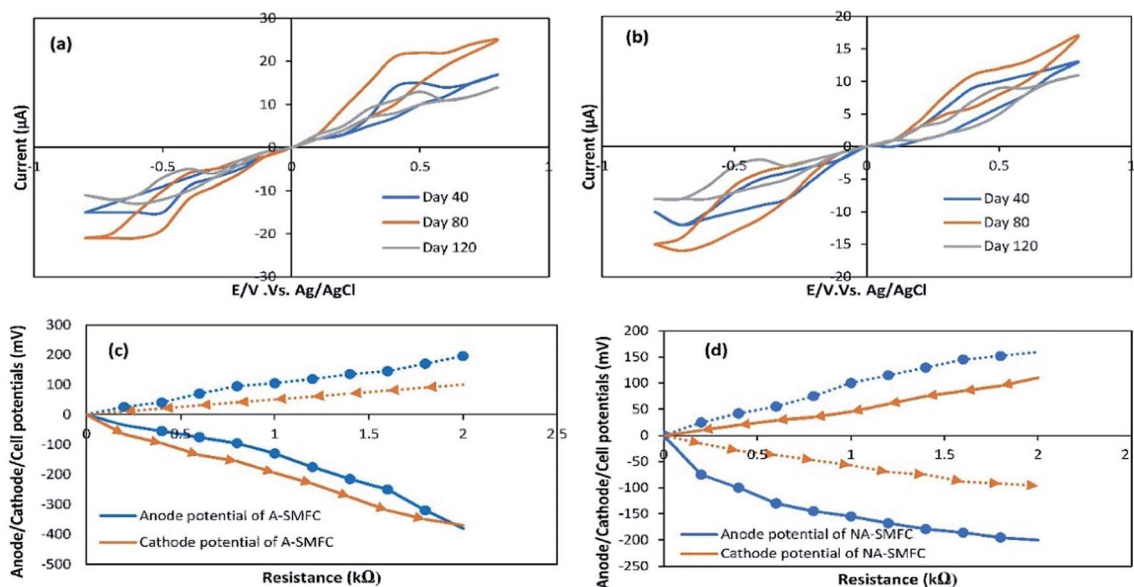 (a)
30
20
10
0
-10
-20
-30
-1
-0.5
0
0.5
1
Current (µA)
Day 40
Day 80
Day 120
E/V .Vs. Ag/AgCl
(b)
20
15
10
5
0
-5
-10
-15
-20
-1
-0.5
0
0.5
1
Current (µA)
Day 40
Day 80
Day 120
E/V.Vs. Ag/AgCl
(c)
300
200
100
0
-100
-200
-300
-400
-500
0
0.5
1
1.5
2
2.5
Anode/Cathode/Cell potentials (mV)
Anode potential of A-SMFC
Cathode potential of A-SMFC
Resistance (kΩ)
(d)
200
150
100
50
0
-50
-100
-150
-200
-250
0
0.5
1
1.5
2
2
Anode/Cathode/Cell potentials (mV)
Anode potential of NA-SMFC
Cathode potential of NA-SMFC
Resistance (kΩ)